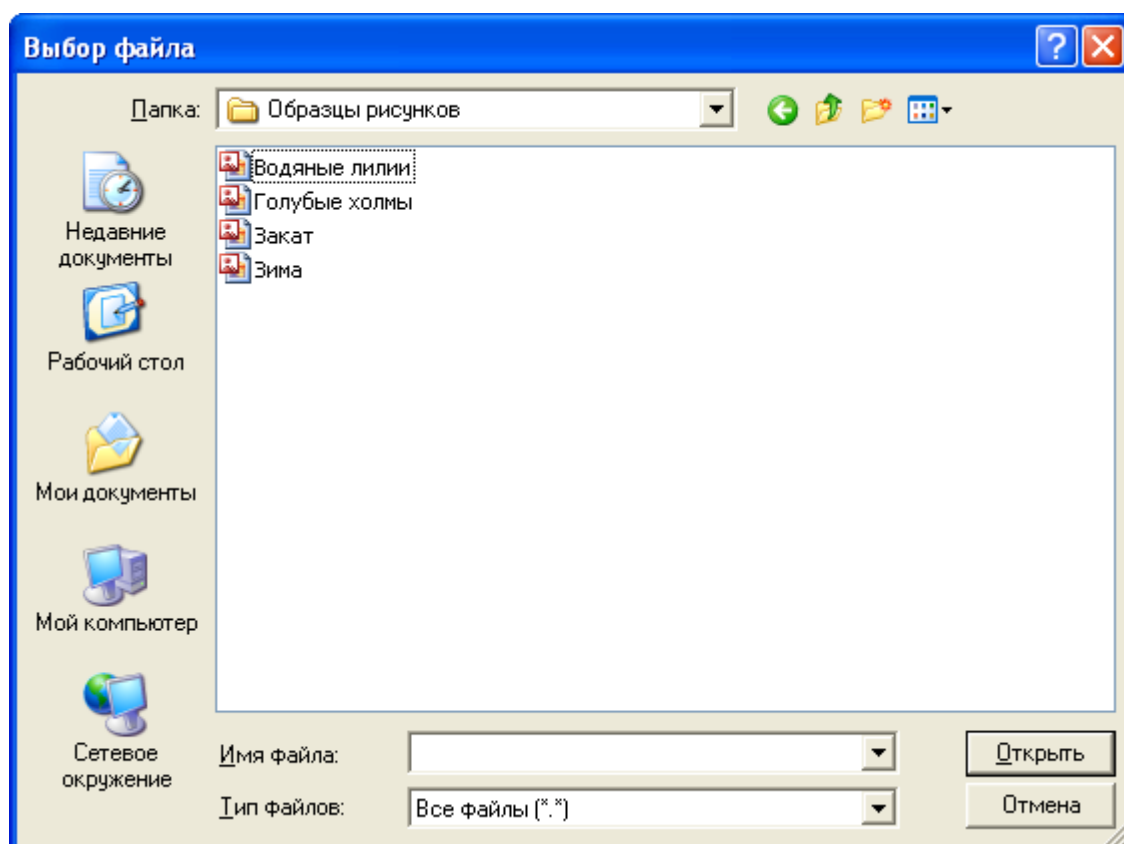 Выбор файла
Папка:
Образцы рисунков
Недавние
документы
Рабочий стол
Мои документы
Мой компьютер
Сетевое
окружение
Водяные лилии
Голубые холмы
Закат
Зима
Имя файла:
Открыть
Тип файлов:
Все файлы (*.*)
Отмена